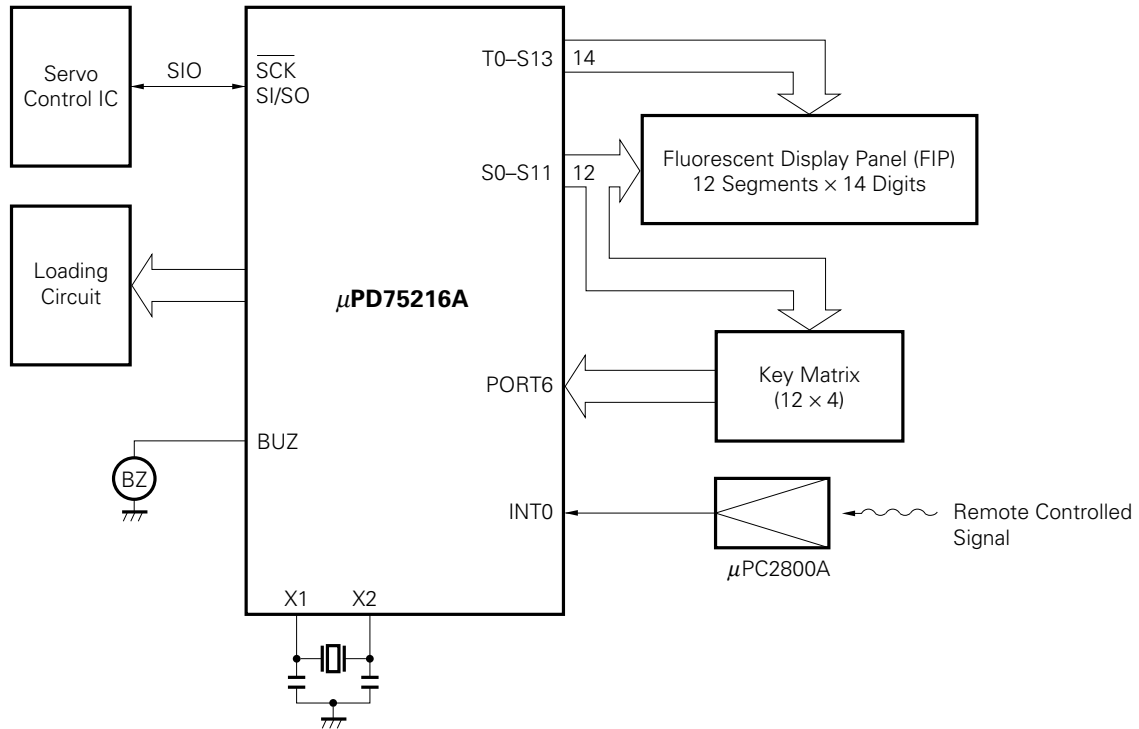 Servo
Control IC
SIO
SCK
SI/SO
Loading
Circuit
BUZ
BZ
X1
X2
μPD75216A
T0–S13
14
S0–S11
12
PORT6
INT0
Fluorescent Display Panel (FIP)
12 Segments × 14 Digits
Key Matrix
(12 × 4)
μPC2800A
Remote Controlled
Signal